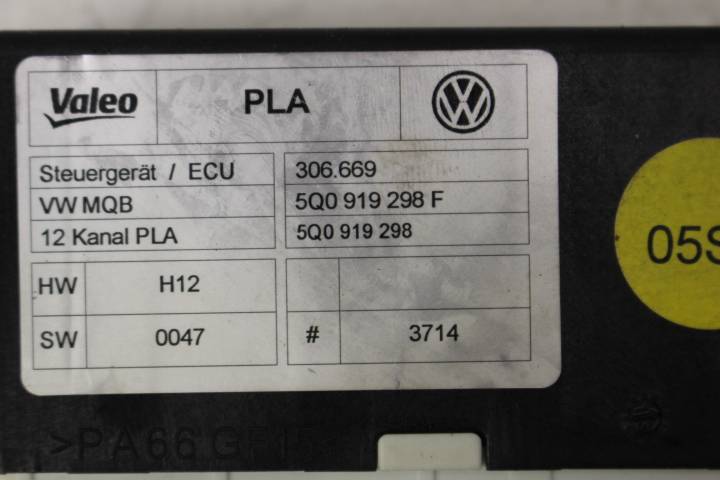 Valeo PLA
Steuergerät / ECU 306.669
VW MQB 5Q0 919 298 F
12 Kanal PLA 5Q0 919 298
HW H12
SW 0047 # 3714
05S
>PA66